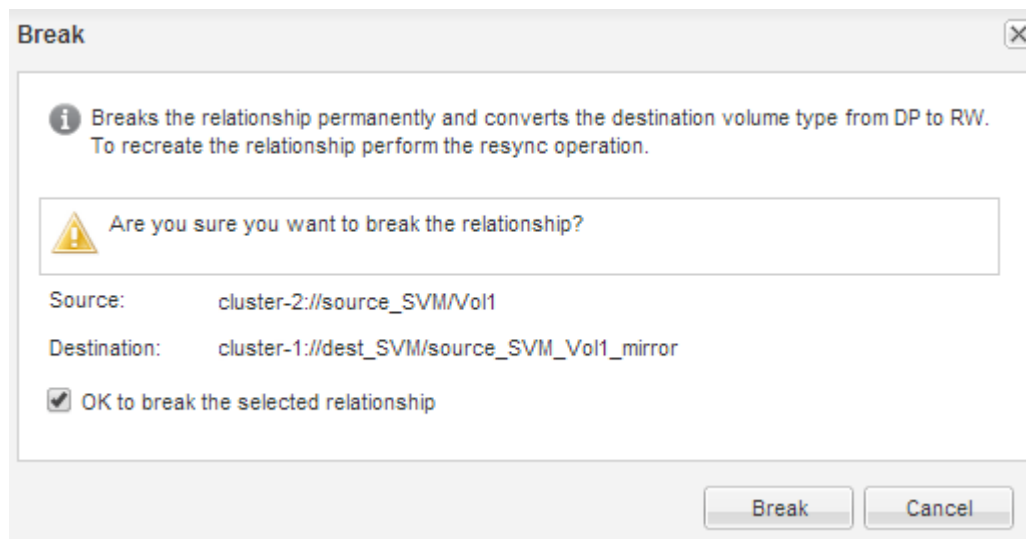 Break
Breaks the relationship permanently and converts the destination volume type from DP to RW.
To recreate the relationship perform the resync operation.
Are you sure you want to break the relationship?
Source: cluster-2://source_SVM/Vol1
Destination: cluster-1://dest_SVM/source_SVM_Vol1_mirror
OK to break the selected relationship
Break Cancel